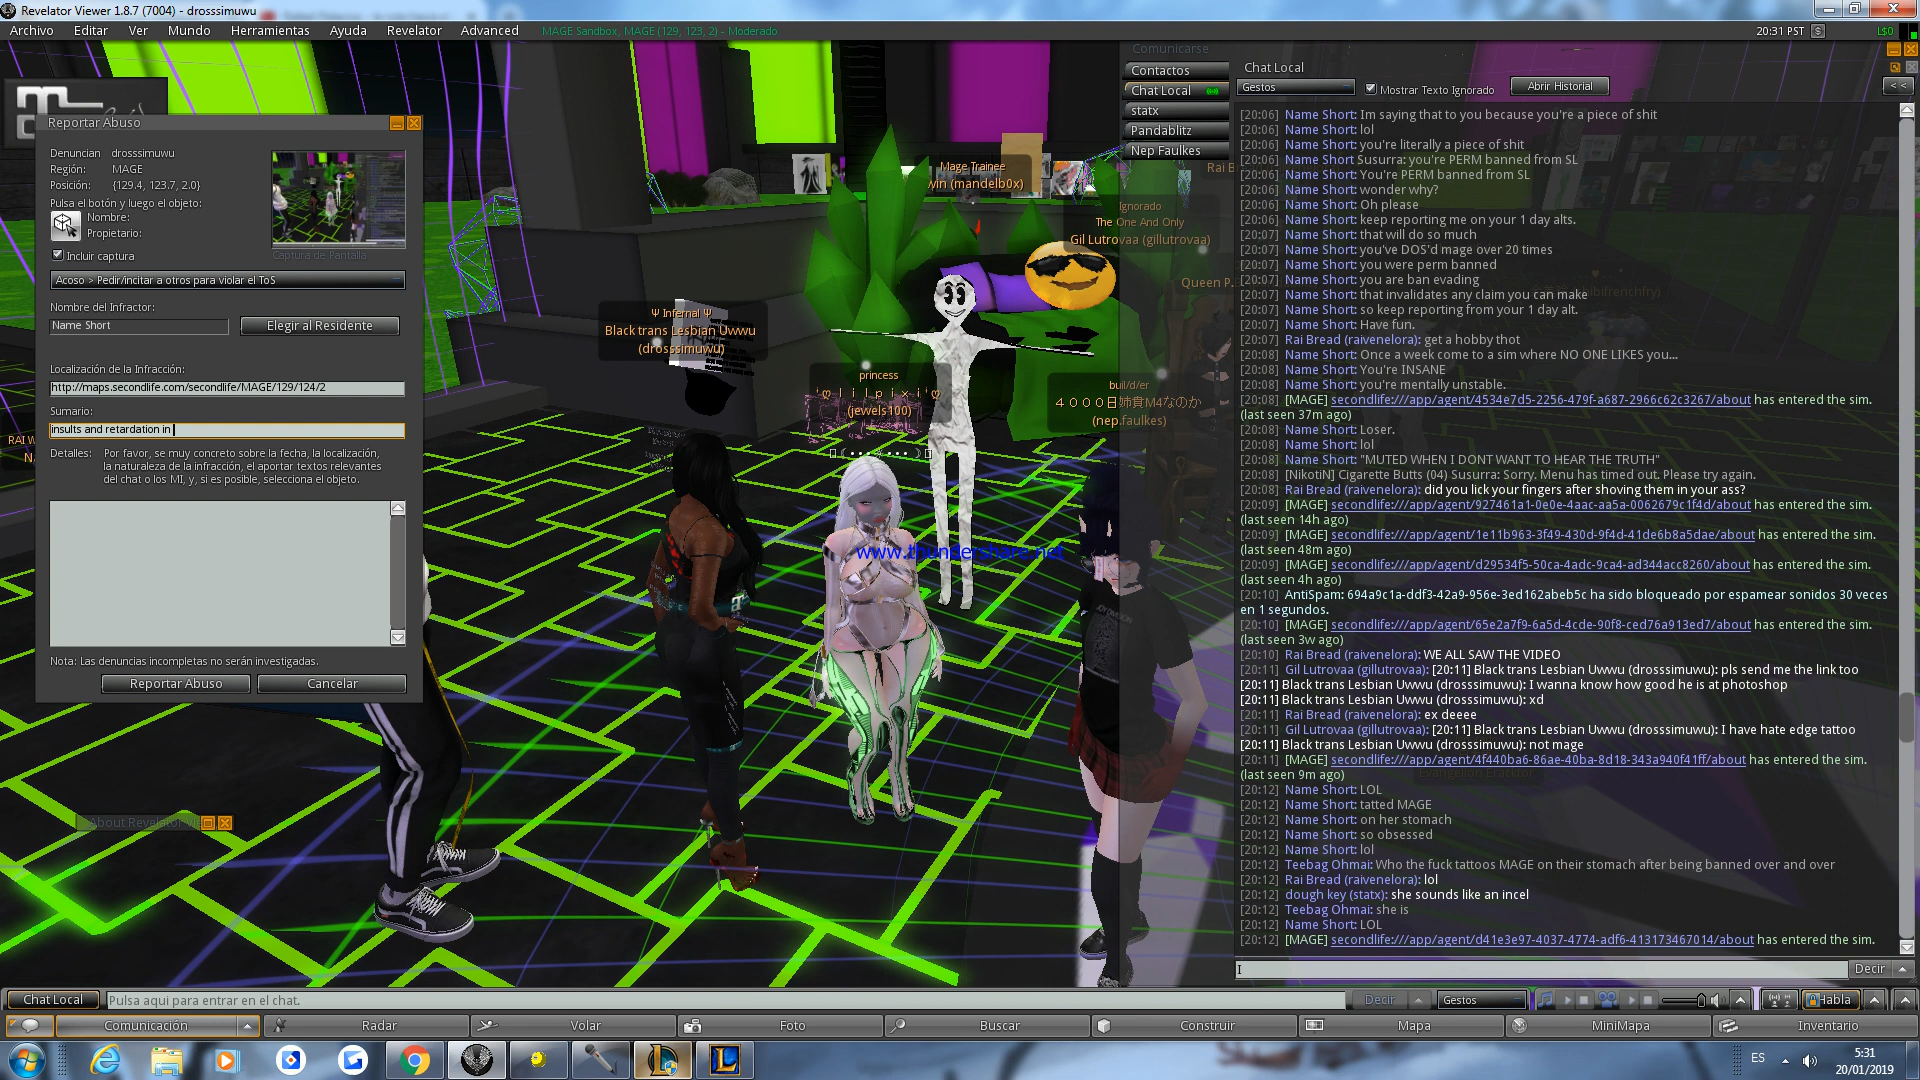 Revelator Viewer 1.8.7 (7004) - drosssimuwu
Archivo Editar Ver Mundo Herramientas Ayuda Revelator Advanced
MAGE Sandbox, MAGE (129, 123, 2) - Moderado
20:31 PST
L$0
Reportar Abuso
Denuncian drosssimuwu
Región: MAGE
Posición: {129.4, 123.7, 2.0}
Pulsa el botón y luego el objeto:
Nombre:
Propietario:
Incluir captura
Captura de Pantalla
Acoso > Pedir/incitar a otros para violar el ToS
Nombre del Infractor:
Name Short
Elegir al Residente
Localización de la Infracción:
http://maps.secondlife.com/secondlife/MAGE/129/124/2
Sumario:
insults and retardation in
Detalles: Por favor, se muy concreto sobre la fecha, la localización,
la naturaleza de la infracción, el aportar textos relevantes
del chat o los MI, y, si es posible, selecciona el objeto.
Nota: Las denuncias incompletas no serán investigadas.
Reportar Abuso
Cancelar
About Revelator
Mage Trainee
win (mandelb0x)
Ignorado
The One And Only
Gil Lutrovaa (gillutrovaa)
Queen P.
Ψ Infernal Ψ
Black trans Lesbian Uwwu
(drosssimuwu)
princess
(jewels100)
buil/d/er
４０００日姉貴M4なのか
(nep.faulkes)
www.thundershare.net
Comunicarse
Contactos
Chat Local
statx
Pandablitz
Nep Faulkes
Chat Local
Gestos
Mostrar Texto Ignorado
Abrir Historial
<<
[20:06] Name Short: Im saying that to you because you're a piece of shit
[20:06] Name Short: lol
[20:06] Name Short: you're literally a piece of shit
[20:06] Name Short Susurra: you're PERM banned from SL
[20:06] Name Short: You're PERM banned from SL
[20:06] Name Short: wonder why?
[20:06] Name Short: Oh please
[20:06] Name Short: keep reporting me on your 1 day alts.
[20:07] Name Short: that will do so much
[20:07] Name Short: you've DOS'd mage over 20 times
[20:07] Name Short: you were perm banned
[20:07] Name Short: you are ban evading
[20:07] Name Short: that invalidates any claim you can make
[20:07] Name Short: so keep reporting from your 1 day alt.
[20:07] Name Short: Have fun.
[20:07] Rai Bread (raivenelora): get a hobby thot
[20:08] Name Short: Once a week come to a sim where NO ONE LIKES you...
[20:08] Name Short: You're INSANE
[20:08] Name Short: you're mentally unstable.
[20:08] [MAGE] secondlife:///app/agent/4534e7d5-2256-479f-a687-2966c62c3267/about has entered the sim.
(last seen 37m ago)
[20:08] Name Short: Loser.
[20:08] Name Short: lol
[20:08] Name Short: "MUTED WHEN I DONT WANT TO HEAR THE TRUTH"
[20:08] [NikotiN] Cigarette Butts (04) Susurra: Sorry. Menu has timed out. Please try again.
[20:08] Rai Bread (raivenelora): did you lick your fingers after shoving them in your ass?
[20:09] [MAGE] secondlife:///app/agent/927461a1-0e0e-4aac-aa5a-0062679c1f4d/about has entered the sim.
(last seen 14h ago)
[20:09] [MAGE] secondlife:///app/agent/1e11b963-3f49-430d-9f4d-41de6b8a5dae/about has entered the sim.
(last seen 48m ago)
[20:09] [MAGE] secondlife:///app/agent/d29534f5-50ca-4adc-9ca4-ad344acc8260/about has entered the sim.
(last seen 4h ago)
[20:10] AntiSpam: 694a9c1a-ddf3-42a9-956e-3ed162abeb5c ha sido bloqueado por espamear sonidos 30 veces
en 1 segundos.
[20:10] [MAGE] secondlife:///app/agent/65e2a7f9-6a5d-4cde-90f8-ced76a913ed7/about has entered the sim.
(last seen 3w ago)
[20:10] Rai Bread (raivenelora): WE ALL SAW THE VIDEO
[20:11] Gil Lutrovaa (gillutrovaa): [20:11] Black trans Lesbian Uwwu (drosssimuwu): pls send me the link too
[20:11] Black trans Lesbian Uwwu (drosssimuwu): I wanna know how good he is at photoshop
[20:11] Black trans Lesbian Uwwu (drosssimuwu): xd
[20:11] Rai Bread (raivenelora): ex deeee
[20:11] Gil Lutrovaa (gillutrovaa): [20:11] Black trans Lesbian Uwwu (drosssimuwu): I have hate edge tattoo
[20:11] Black trans Lesbian Uwwu (drosssimuwu): not mage
[20:11] [MAGE] secondlife:///app/agent/4f440ba6-86ae-40ba-8d18-343a940f41ff/about has entered the sim.
(last seen 9m ago)
[20:12] Name Short: LOL
[20:12] Name Short: tatted MAGE
[20:12] Name Short: on her stomach
[20:12] Name Short: so obsessed
[20:12] Name Short: lol
[20:12] Teebag Ohmai: Who the fuck tattoos MAGE on their stomach after being banned over and over
[20:12] Rai Bread (raivenelora): lol
[20:12] dough key (statx): she sounds like an incel
[20:12] Teebag Ohmai: she is
[20:12] Name Short: LOL
[20:12] [MAGE] secondlife:///app/agent/d41e3e97-4037-4774-adf6-413173467014/about has entered the sim.
Decir
Chat Local
Pulsa aqui para entrar en el chat.
Decir
Gestos
Habla
Comunicación Radar Volar Foto Buscar Construir Mapa MiniMapa Inventario
ES
5:31
20/01/2019